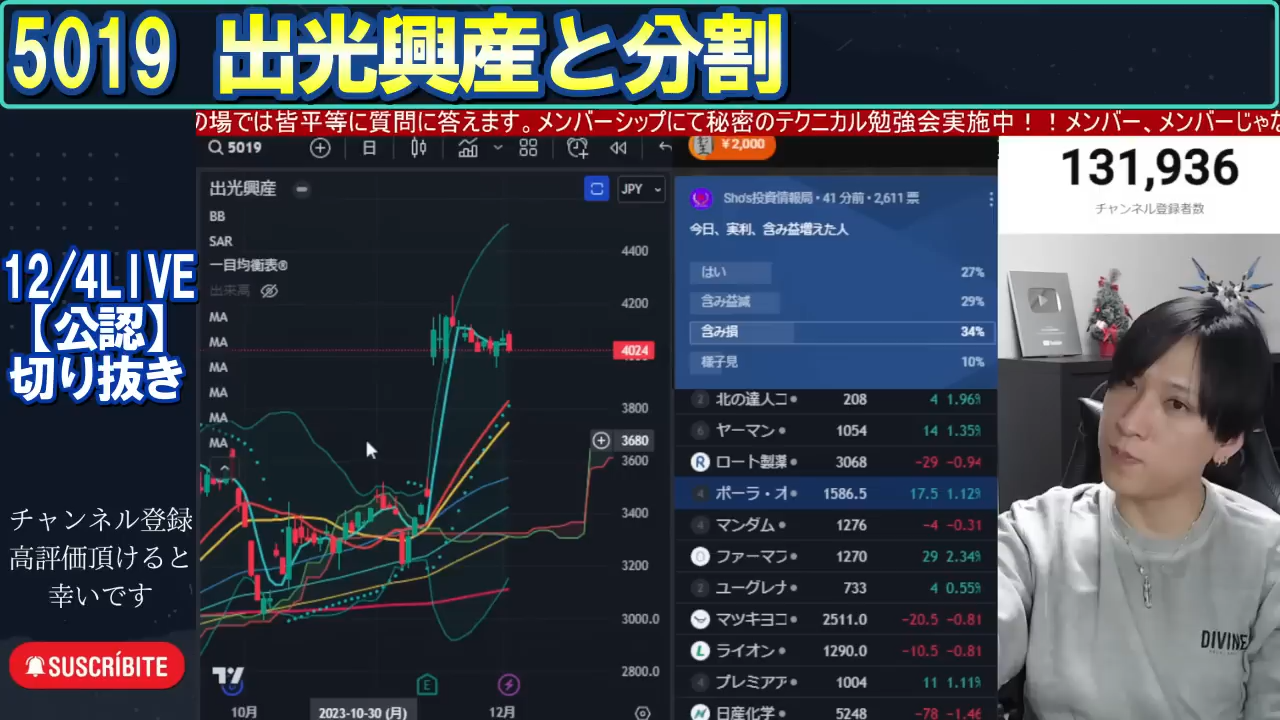 5019 出光興産と分割
の場では皆平等に質問に答えます。メンバーシップにて秘密のテクニカル勉強会実施中！！メンバー、メンバーじゃな
12/4LIVE
【公認】
切り抜き
チャンネル登録
高評価頂けると
幸いです
SUSCRÍBITE
5019
日
出光興産
JPY
BB
SAR
一目均衡表
出来高
MA
MA
MA
MA
MA
MA
4400
4200
4024
3800
3680
3600
3400
3200
3000.0
2800.0
E
10月
2023-10-30 (月)
12月
￥2,000
Sho's投資情報局・41 分前・2,611 票
今日、実利、含み益増えた人
はい 27%
含み益減 29%
含み損 34%
様子見 10%
北の達人コ 208 4 1.96%
ヤーマン 1054 14 1.35%
ロート製薬 3068 -29 -0.94
ポーラ・オ 1586.5 17.5 1.12%
マンダム 1276 -4 -0.31
ファーマフ 1270 29 2.34%
ユーグレナ 733 4 0.55%
マツキヨコ 2511.0 -20.5 -0.81
ライオン 1290.0 -10.5 -0.81
プレミアア 1004 11 1.11%
日産化学 5248 -78 -1.46
131,936
チャンネル登録者数
DIVINE